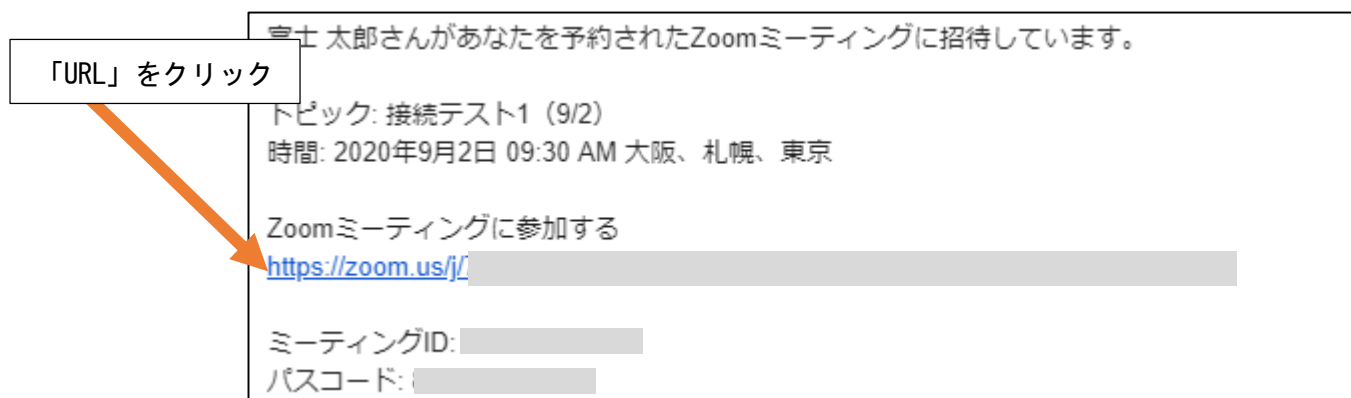 富士 太郎さんがあなたを予約されたZoomミーティングに招待しています。
「URL」をクリック
トピック: 接続テスト1（9/2）
時間: 2020年9月2日 09:30 AM 大阪、札幌、東京
Zoomミーティングに参加する
https://zoom.us/j/
ミーティングID:
パスコード: